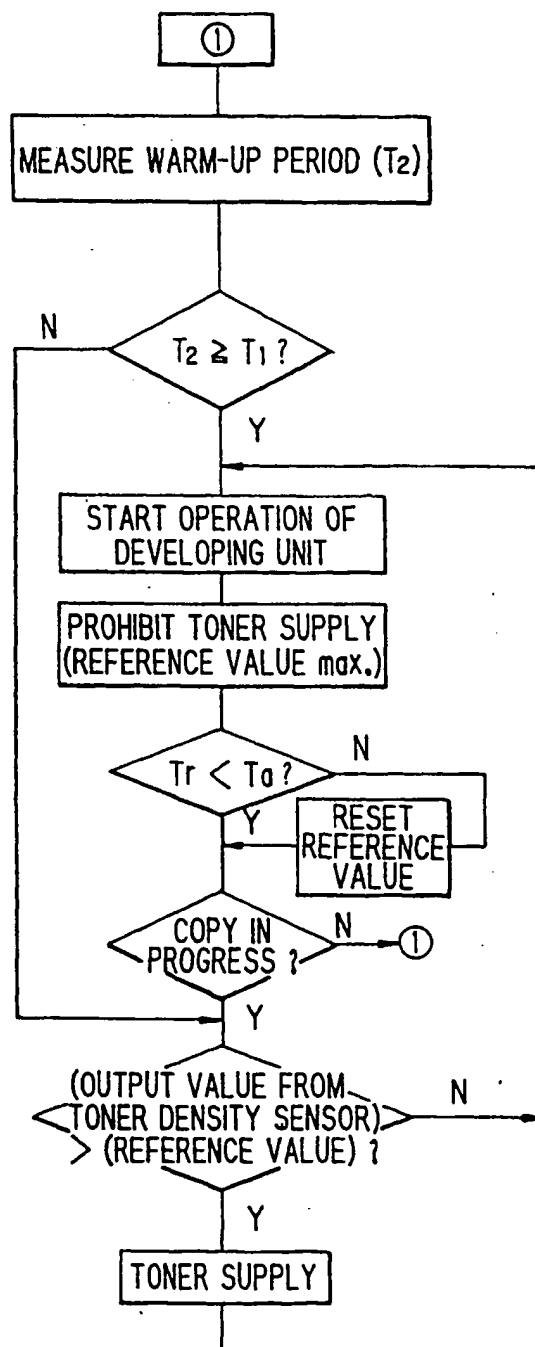 ①
MEASURE WARM-UP PERIOD (T2)
N
T2 ≧ T1 ?
Y
START OPERATION OF
DEVELOPING UNIT
PROHIBIT TONER SUPPLY
(REFERENCE VALUE max.)
Tr < Ta ?
N
Y
RESET
REFERENCE
VALUE
COPY IN
PROGRESS ?
N
①
Y
(OUTPUT VALUE FROM
TONER DENSITY SENSOR)
> (REFERENCE VALUE) ?
N
Y
TONER SUPPLY